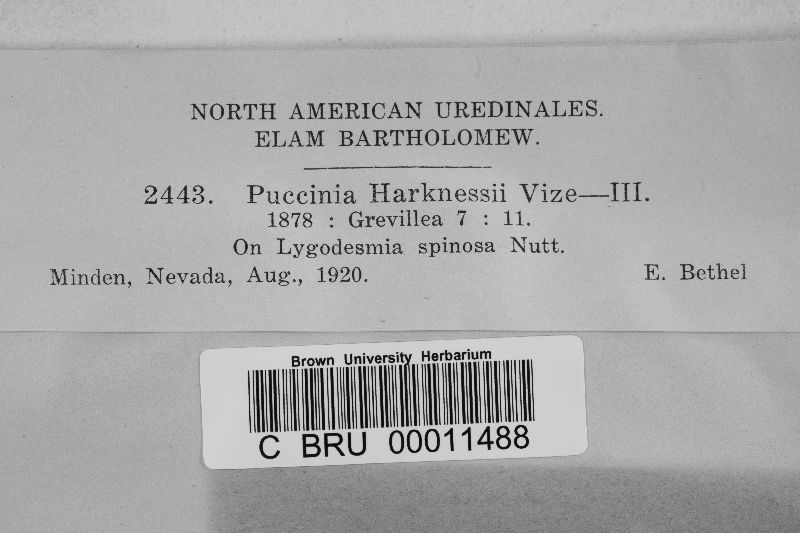 NORTH AMERICAN UREDINALES.
ELAM BARTHOLOMEW.
2443. Puccinia Harknessii Vize—III.
1878 : Grevillea 7 : 11.
On Lygodesmia spinosa Nutt.
Minden, Nevada, Aug., 1920. E. Bethel
Brown University Herbarium
C BRU 00011488